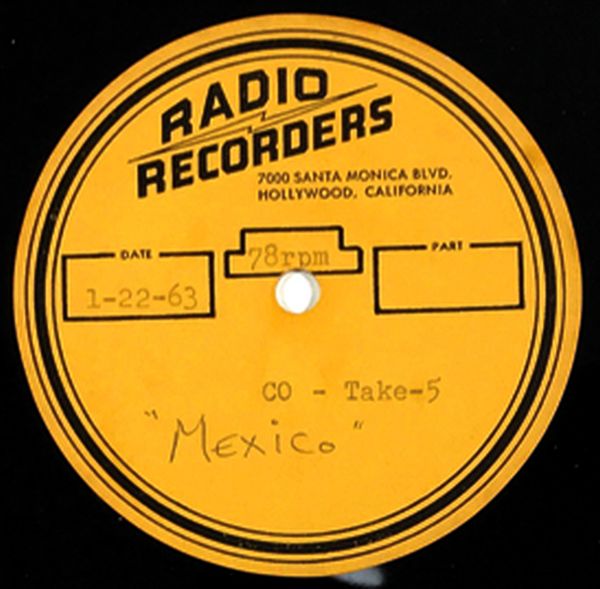 RADIO
RECORDERS
7000 SANTA MONICA BLVD.
HOLLYWOOD, CALIFORNIA
DATE
78rpm
PART
1-22-63
CO - Take-5
"Mexico"